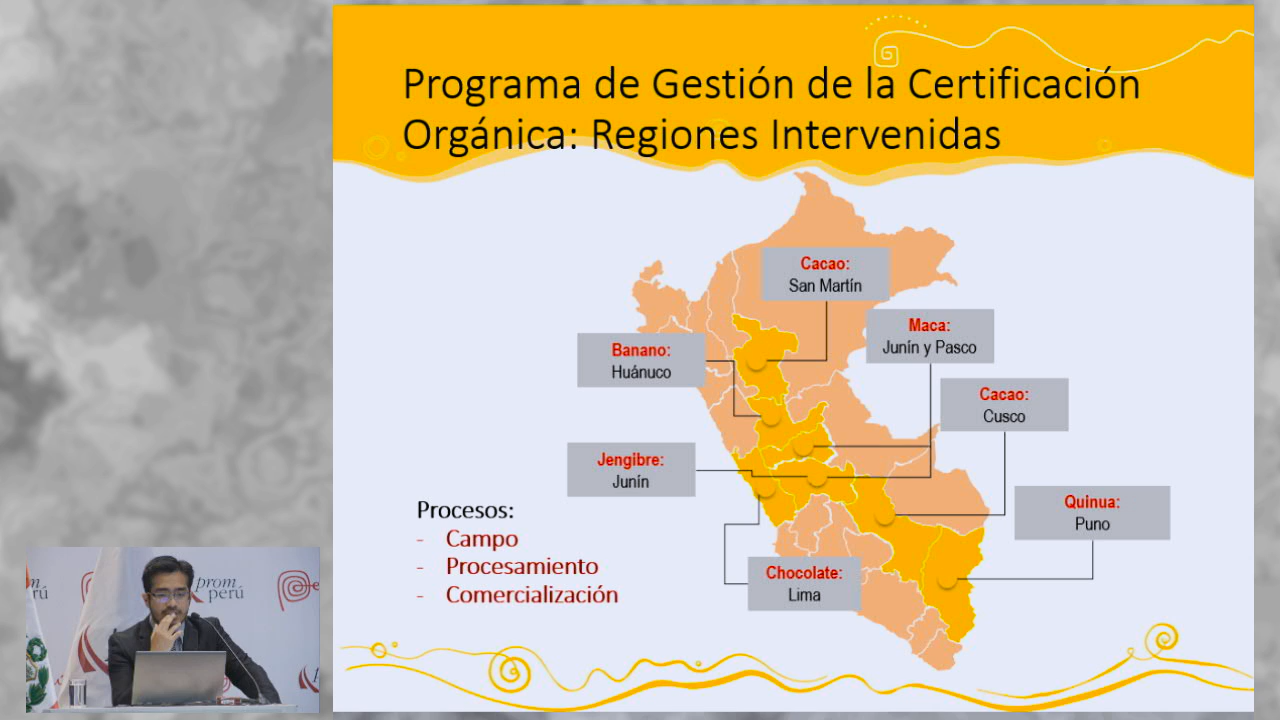 Programa de Gestión de la Certificación
Orgánica: Regiones Intervenidas
Cacao:
San Martín
Maca:
Junín y Pasco
Banano:
Huánuco
Cacao:
Cusco
Jengibre:
Junín
Quinua:
Puno
Procesos:
- Campo
- Procesamiento
- Comercialización
Chocolate:
Lima
prom
perú